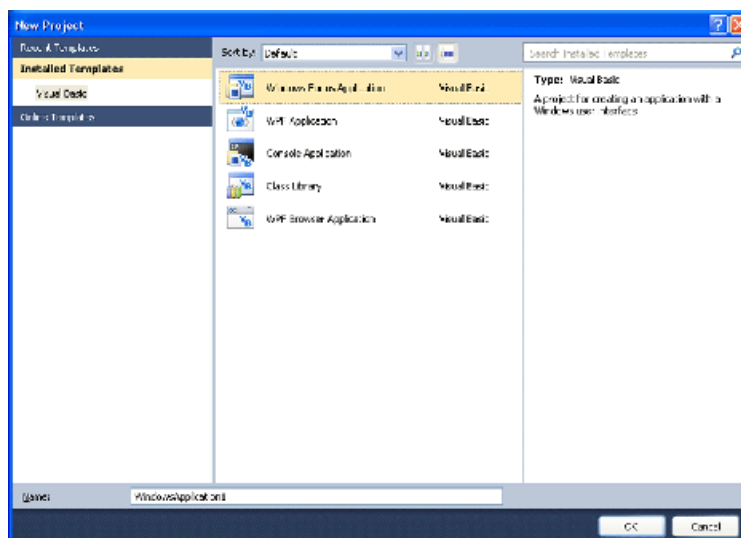 New Project
Recent Templates
Installed Templates
Visual Basic
Online Templates
Sort by: Default
Search Installed Templates
Windows Forms Application Visual Basic
WPF Application Visual Basic
Console Application Visual Basic
Class Library Visual Basic
WPF Browser Application Visual Basic
Type: Visual Basic
A project for creating an application with a
Windows user interface
Name: WindowsApplication1
OK Cancel